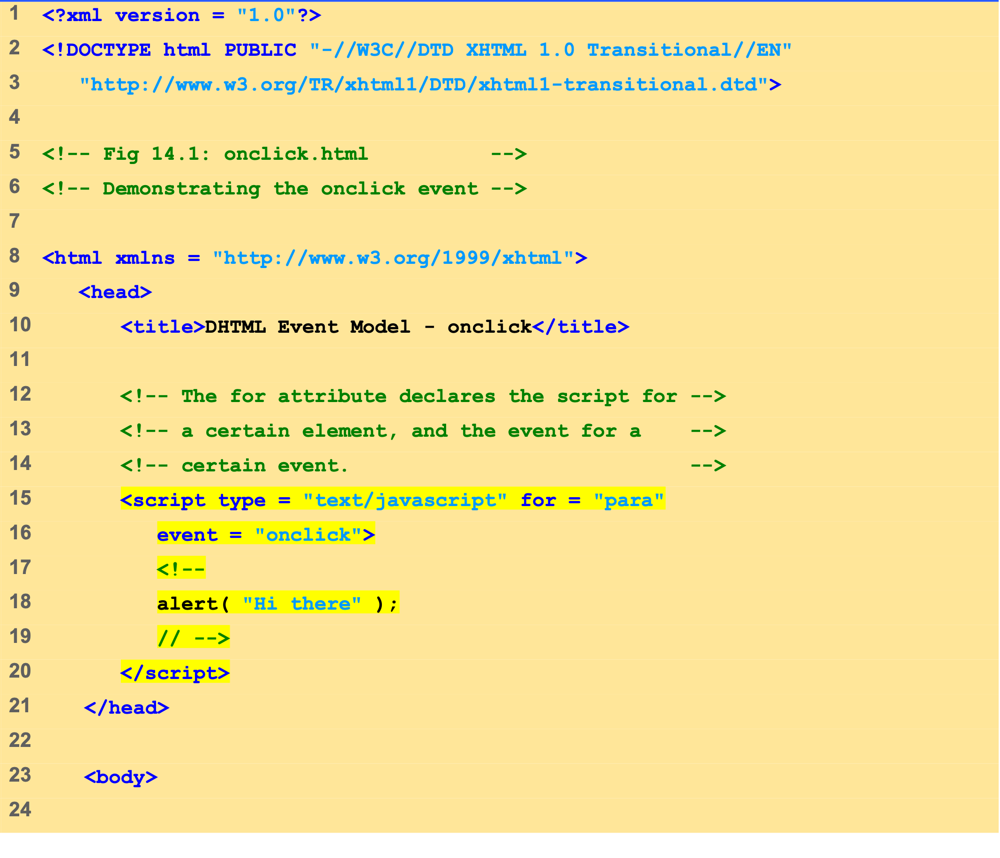 1 <?xml version = "1.0"?>
2 <!DOCTYPE html PUBLIC "-//W3C//DTD XHTML 1.0 Transitional//EN"
3    "http://www.w3.org/TR/xhtml1/DTD/xhtml1-transitional.dtd">
4
5 <!-- Fig 14.1: onclick.html          -->
6 <!-- Demonstrating the onclick event -->
7
8 <html xmlns = "http://www.w3.org/1999/xhtml">
9    <head>
10       <title>DHTML Event Model - onclick</title>
11
12       <!-- The for attribute declares the script for -->
13       <!-- a certain element, and the event for a    -->
14       <!-- certain event.                            -->
15       <script type = "text/javascript" for = "para"
16          event = "onclick">
17          <!--
18          alert( "Hi there" );
19          // -->
20       </script>
21    </head>
22
23    <body>
24